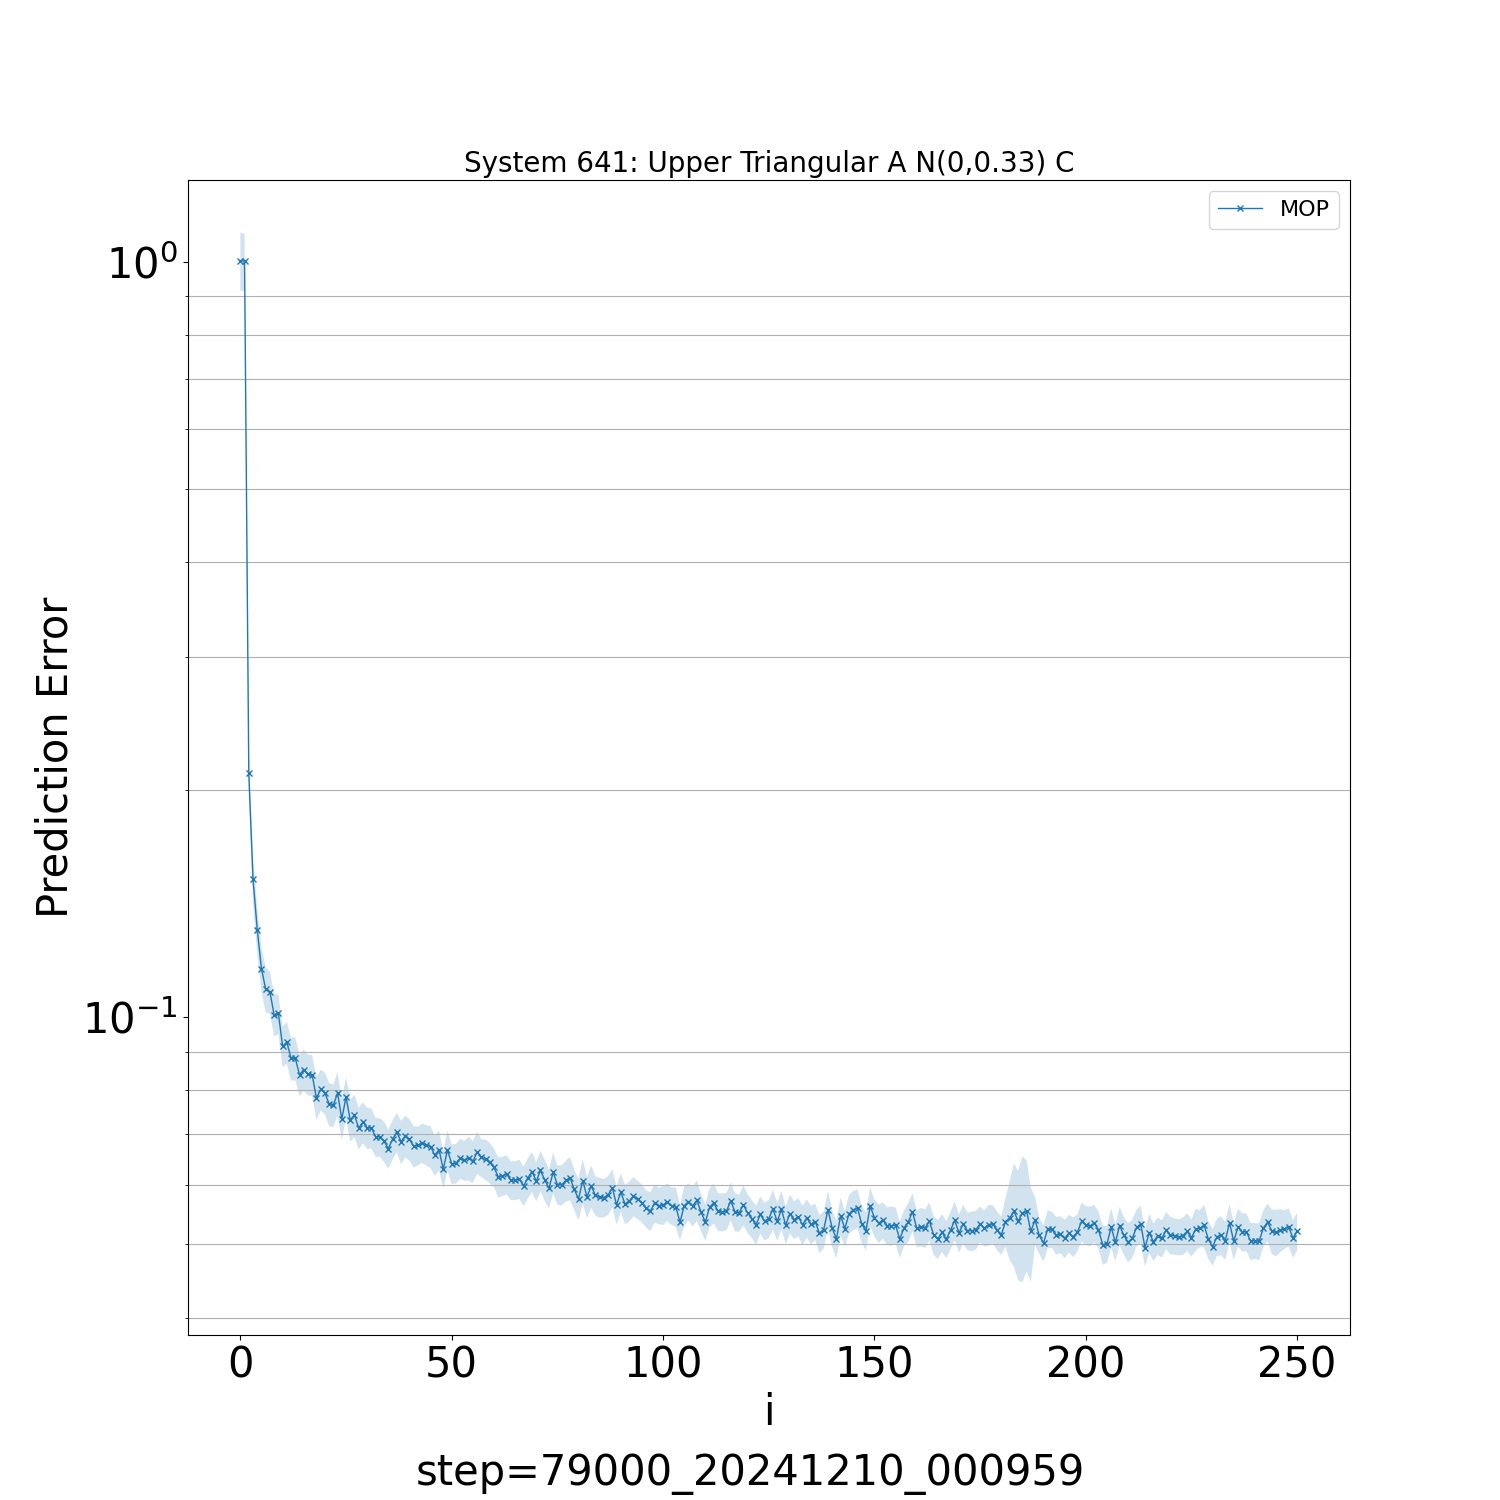 System 641: Upper Triangular A N(0,0.33) C
MOP
10⁰
10⁻¹
Prediction Error
0 50 100 150 200 250
i
step=79000_20241210_000959